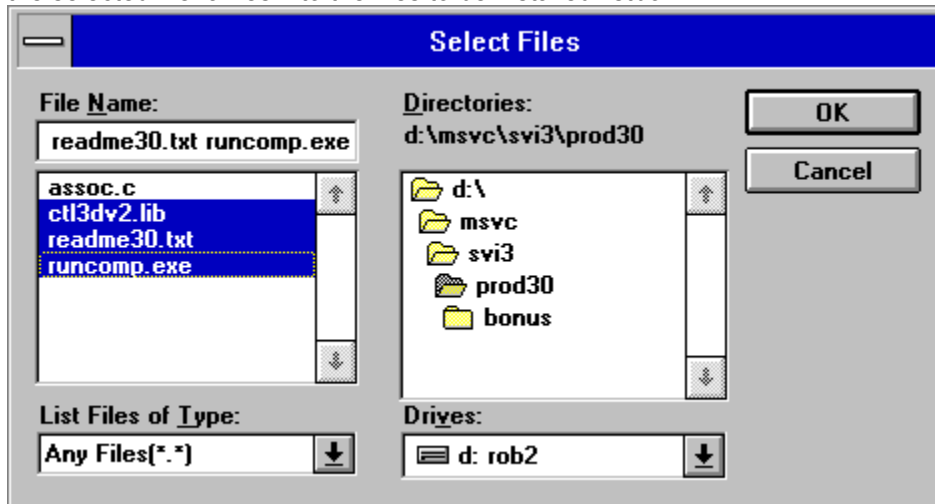 Select Files
File Name:
readme30.txt runcomp.exe
assoc.c
ctl3dv2.lib
readme30.txt
runcomp.exe
List Files of Type:
Any Files(*.*)
Directories:
d:\msvc\svi3\prod30
d:\
msvc
svi3
prod30
bonus
Drives:
d: rob2
OK
Cancel